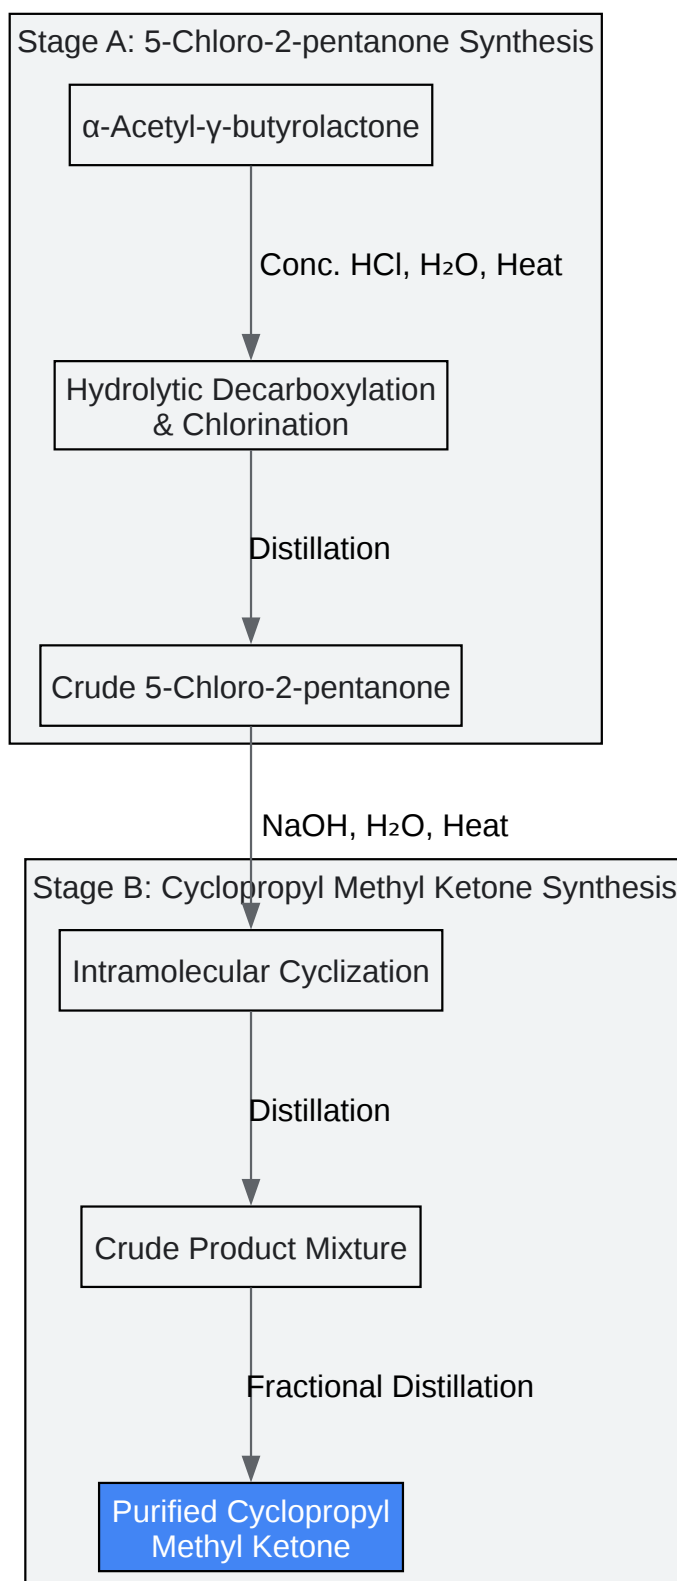 Stage A: 5-Chloro-2-pentanone Synthesis
α-Acetyl-γ-butyrolactone
Conc. HCl, H₂O, Heat
Hydrolytic Decarboxylation
& Chlorination
Distillation
Crude 5-Chloro-2-pentanone
NaOH, H₂O, Heat
Stage B: Cyclopropyl Methyl Ketone Synthesis
Intramolecular Cyclization
Distillation
Crude Product Mixture
Fractional Distillation
Purified Cyclopropyl
Methyl Ketone